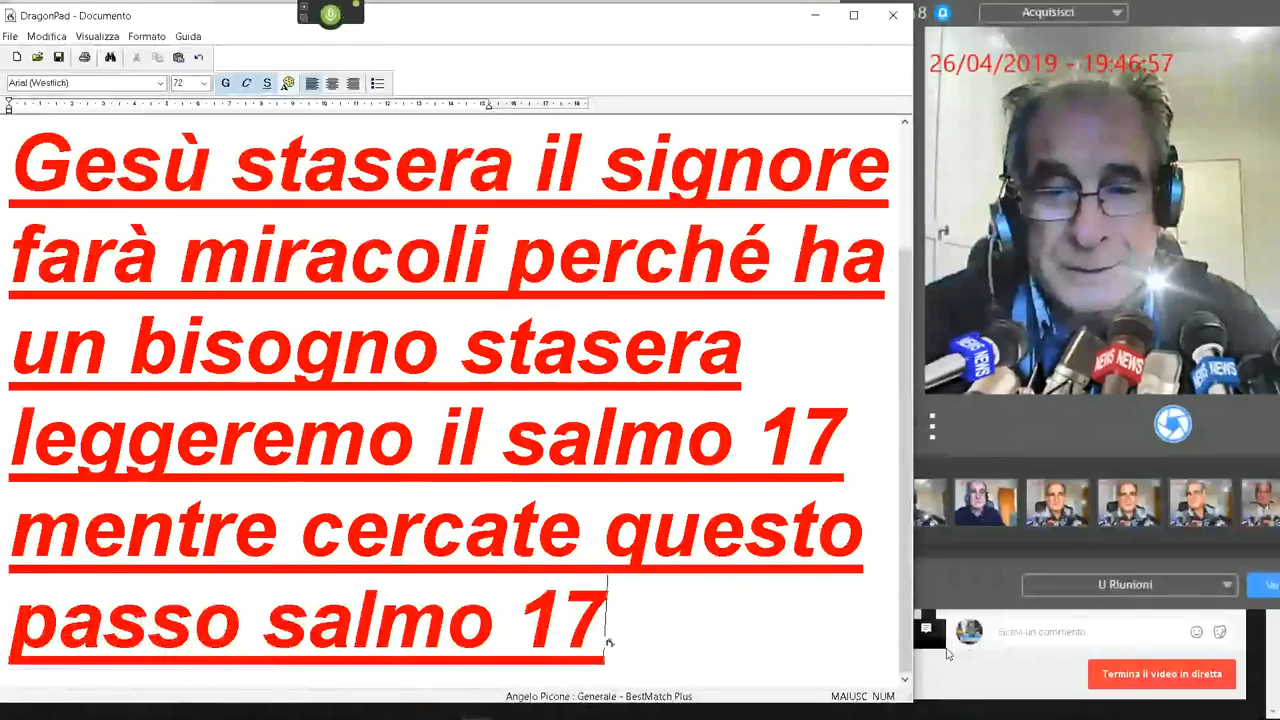 DragonPad - Documento
File Modifica Visualizza Formato Guida
Arial (Westlich) 72 G C S
Gesù stasera il signore
farà miracoli perché ha
un bisogno stasera
leggeremo il salmo 17
mentre cercate questo
passo salmo 17
Angelo Picone : Generale - BestMatch Plus
MAIUSC NUM
8 Acquisisci
26/04/2019 - 19:46:57
NEWS
NEWS NEWS
NEWS NEWS
U Riunioni
Scrivi un commento
Termina il video in diretta